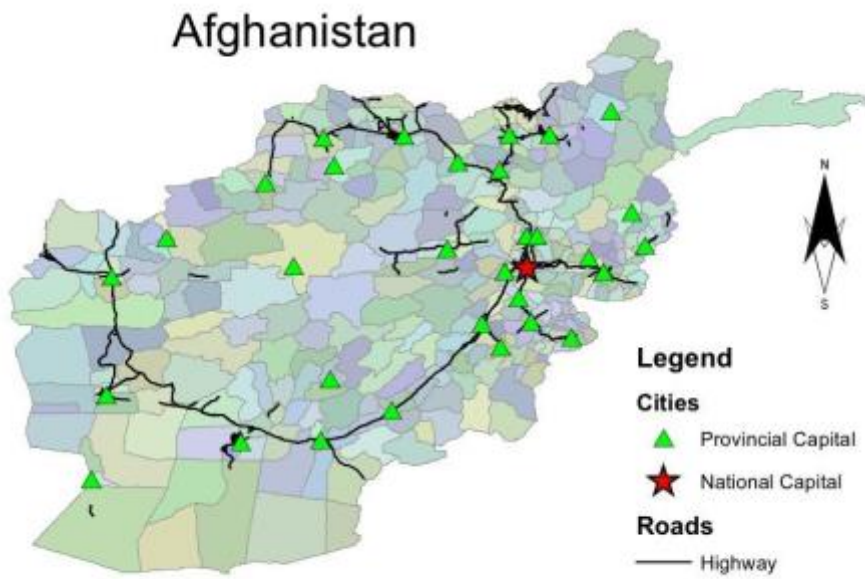 Afghanistan
N
S
Legend
Cities
Provincial Capital
National Capital
Roads
Highway